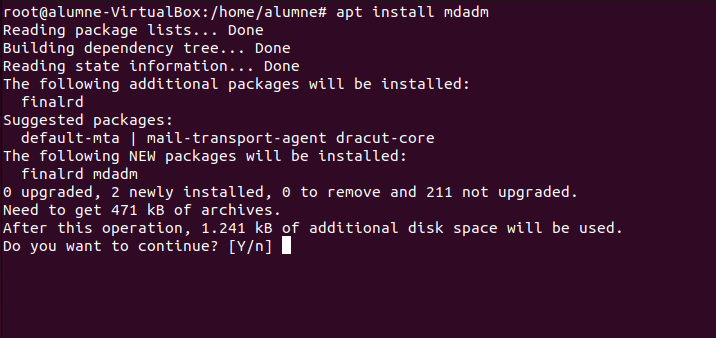 root@alumne-VirtualBox:/home/alumne# apt install mdadm
Reading package lists... Done
Building dependency tree... Done
Reading state information... Done
The following additional packages will be installed:
  finalrd
Suggested packages:
  default-mta | mail-transport-agent dracut-core
The following NEW packages will be installed:
  finalrd mdadm
0 upgraded, 2 newly installed, 0 to remove and 211 not upgraded.
Need to get 471 kB of archives.
After this operation, 1.241 kB of additional disk space will be used.
Do you want to continue? [Y/n]